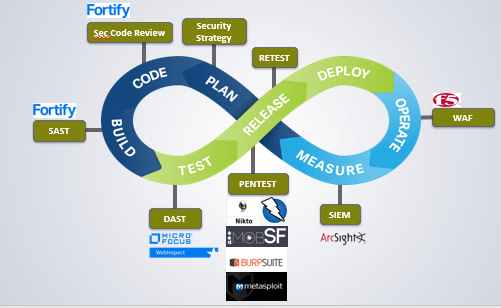 Fortify
Sec Code Review
Security
Strategy
RETEST
CODE
PLAN
DEPLOY
Fortify
SAST
BUILD
RELEASE
OPERATE
WAF
TEST
MEASURE
PENTEST
DAST
SIEM
Nikto
MICRO
FOCUS
WebInspect
MOBSF
ArcSight
BURPSUITE
metasploit